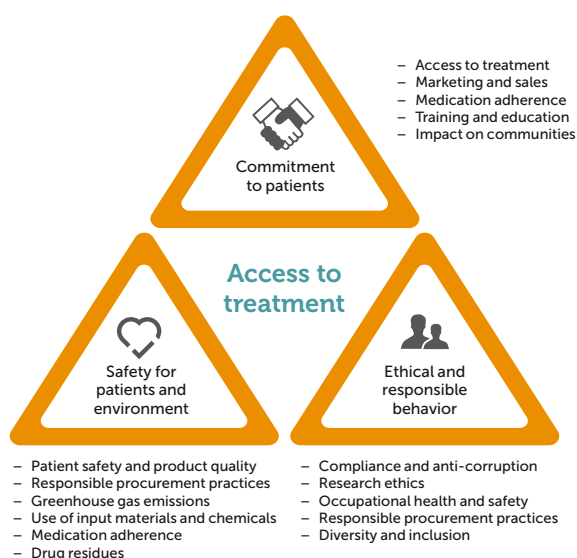 – Access to treatment
– Marketing and sales
– Medication adherence
– Training and education
– Impact on communities
Commitment
to patients
Access to
treatment
Safety for
patients and
environment
Ethical and
responsible
behavior
– Patient safety and product quality
– Responsible procurement practices
– Greenhouse gas emissions
– Use of input materials and chemicals
– Medication adherence
– Drug residues
– Compliance and anti-corruption
– Research ethics
– Occupational health and safety
– Responsible procurement practices
– Diversity and inclusion